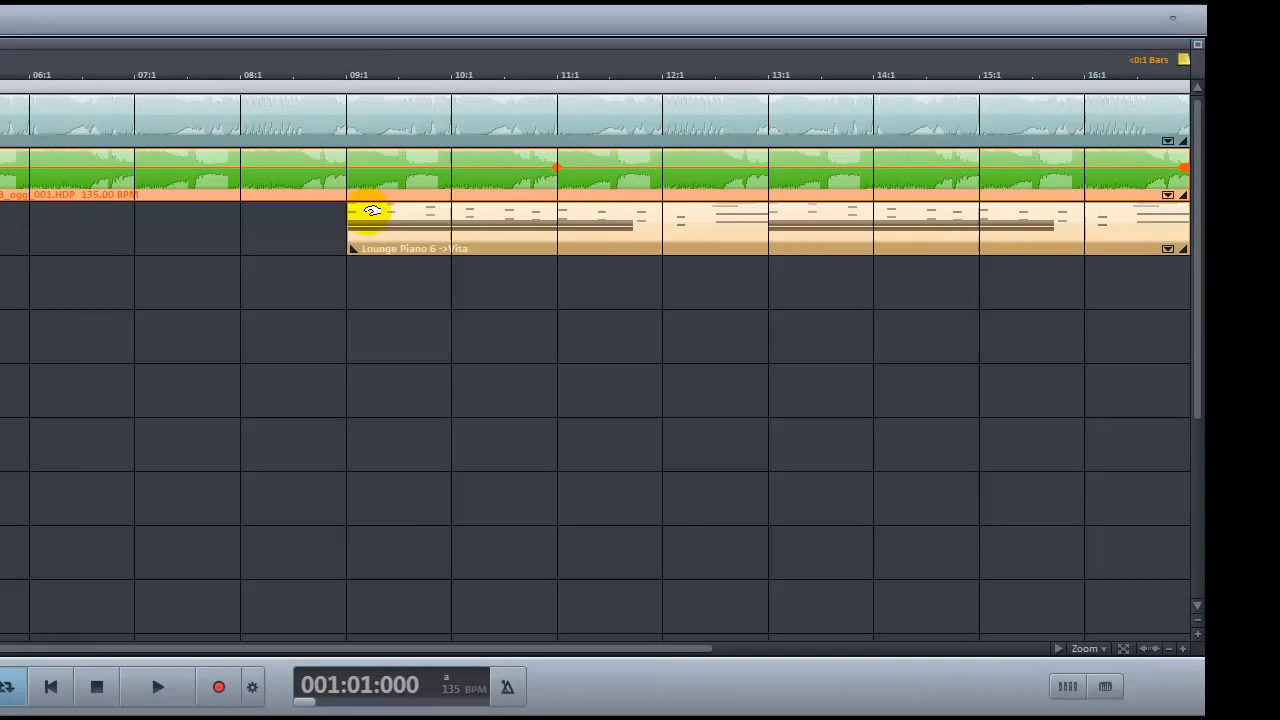 <0:1 Bars
06:1 07:1 08:1 09:1 10:1 11:1 12:1 13:1 14:1 15:1 16:1
_ogg_001.HDP 135.00 BPM
Lounge Piano 6 ->Vita
Zoom
001:01:000 a
135 BPM